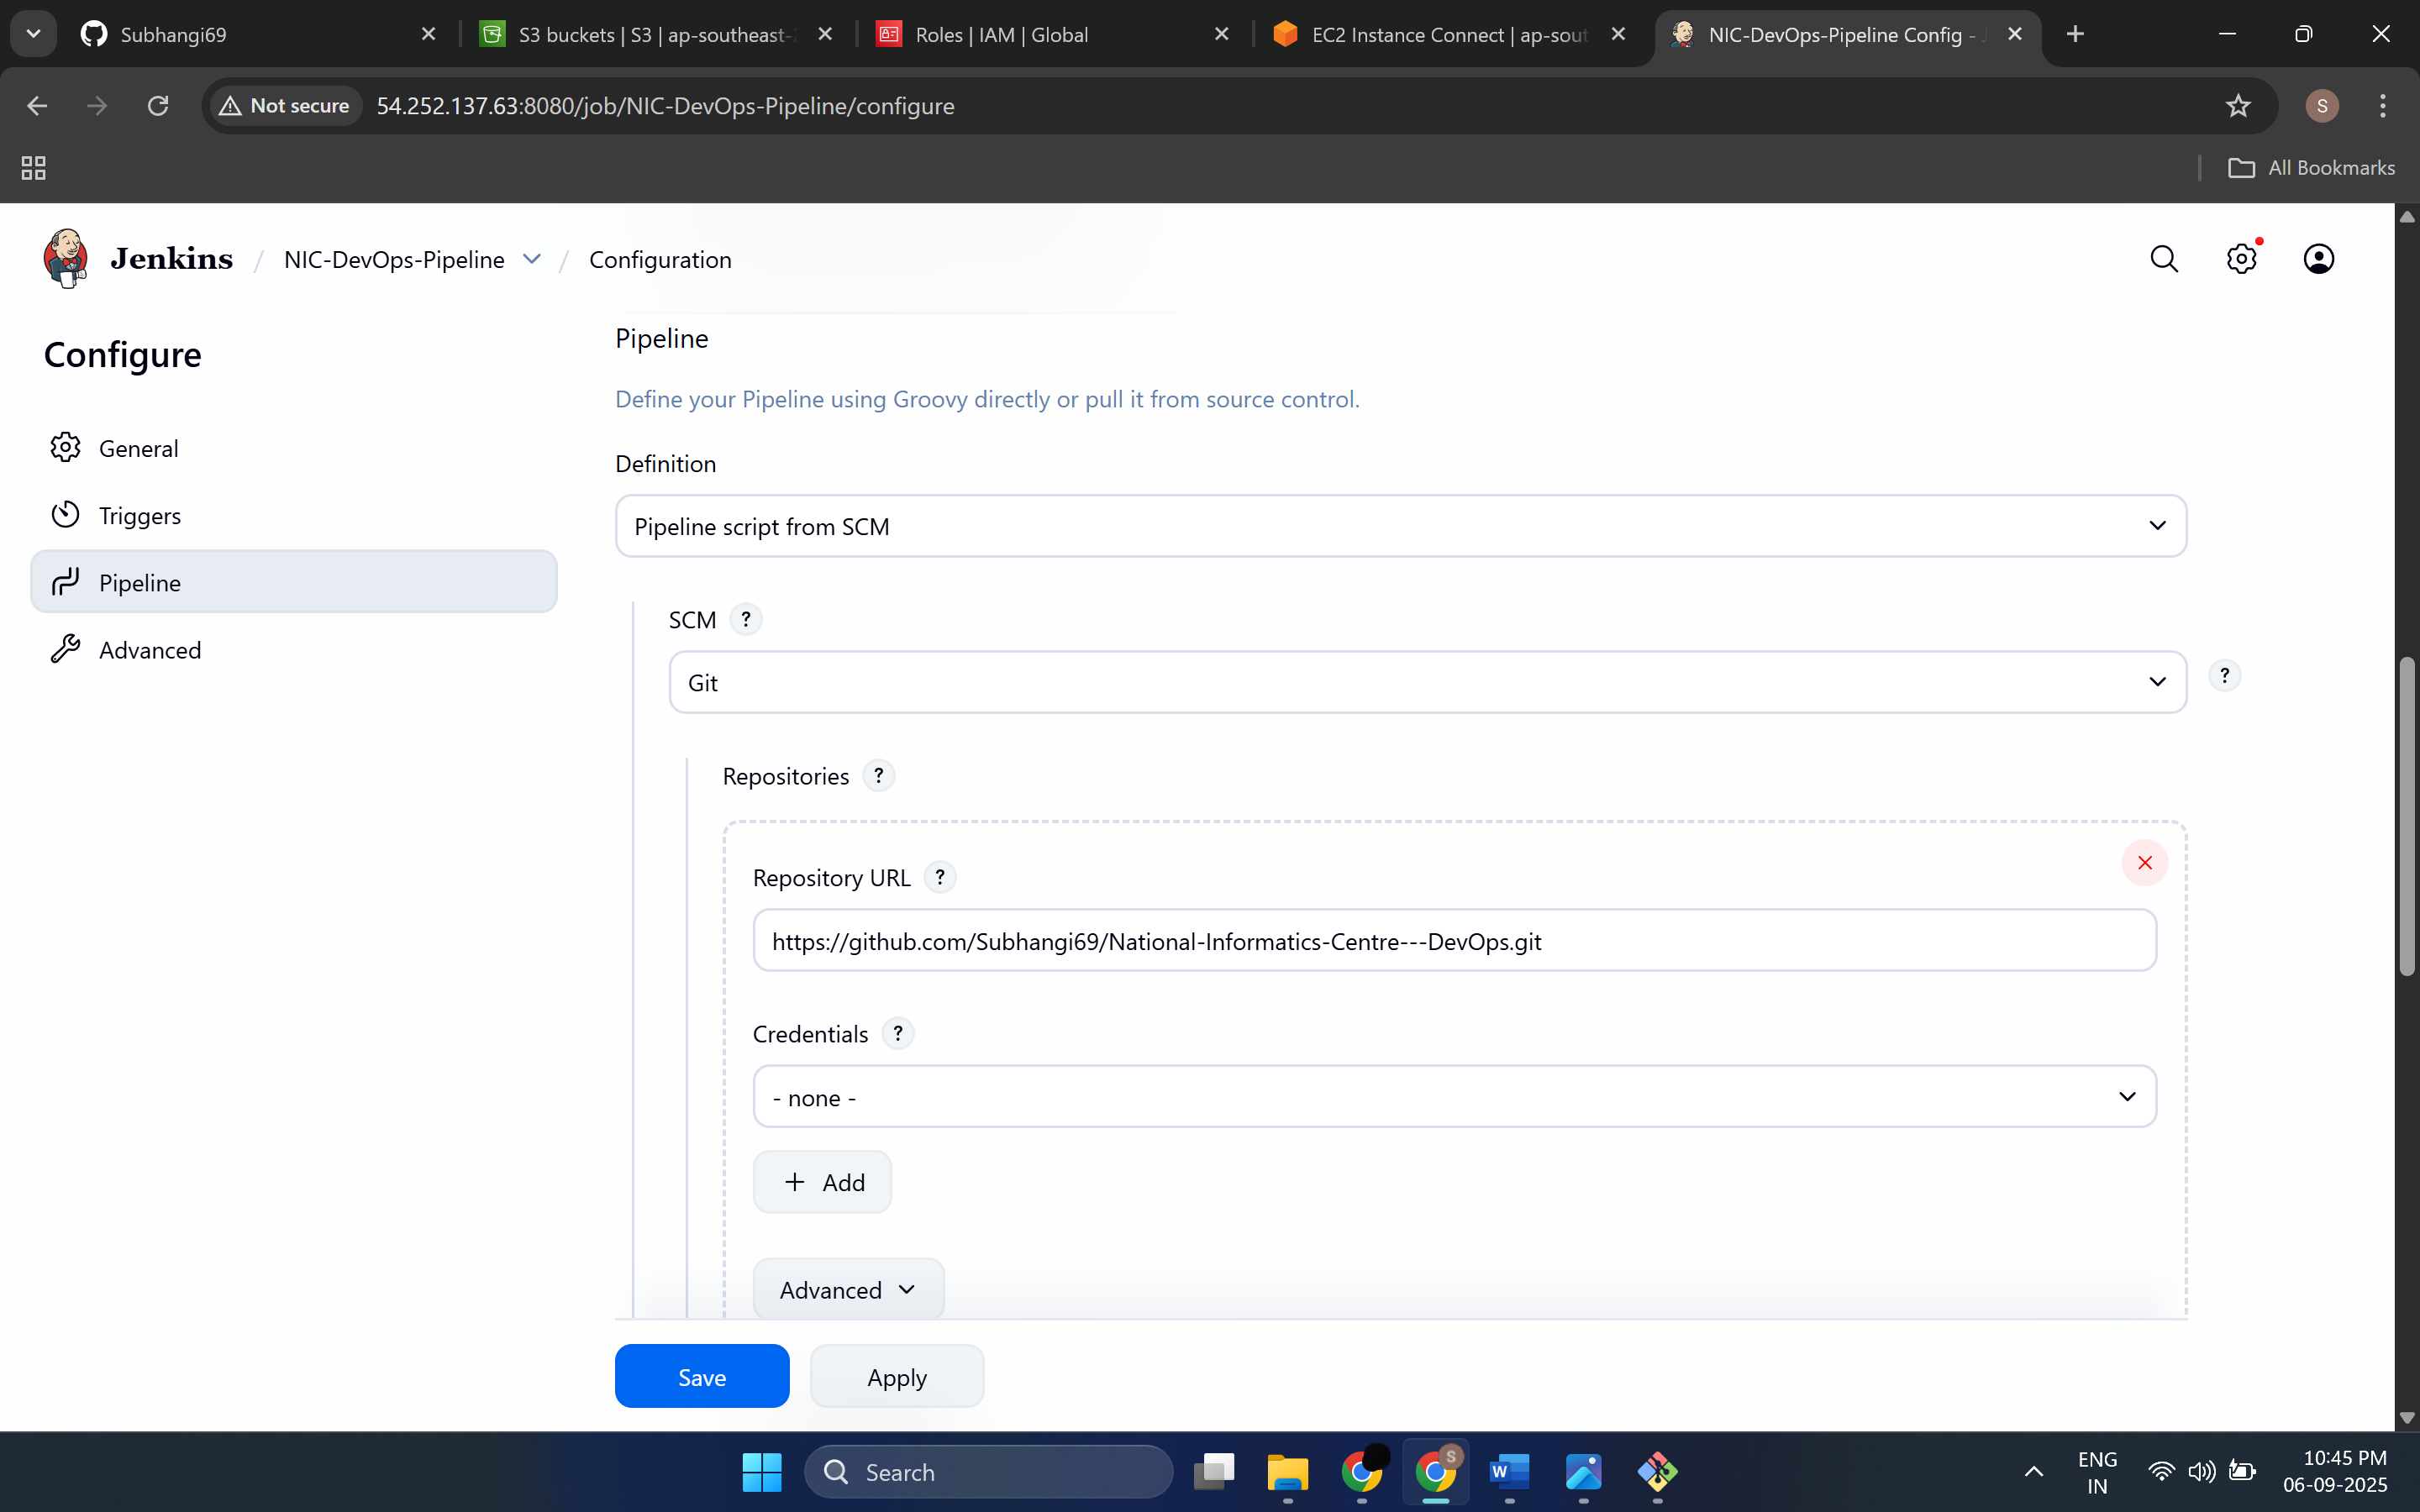 Subhangi69
S3 buckets | S3 | ap-southeast-2
Roles | IAM | Global
EC2 Instance Connect | ap-sout
NIC-DevOps-Pipeline Config -
Not secure
54.252.137.63:8080/job/NIC-DevOps-Pipeline/configure
S
All Bookmarks
Jenkins / NIC-DevOps-Pipeline / Configuration
Configure
General
Triggers
Pipeline
Advanced
Pipeline
Define your Pipeline using Groovy directly or pull it from source control.
Definition
Pipeline script from SCM
SCM ?
Git
?
Repositories ?
Repository URL ?
https://github.com/Subhangi69/National-Informatics-Centre---DevOps.git
Credentials ?
- none -
+ Add
Advanced
Save
Apply
Search
S
W
ENG
IN
10:45 PM
06-09-2025